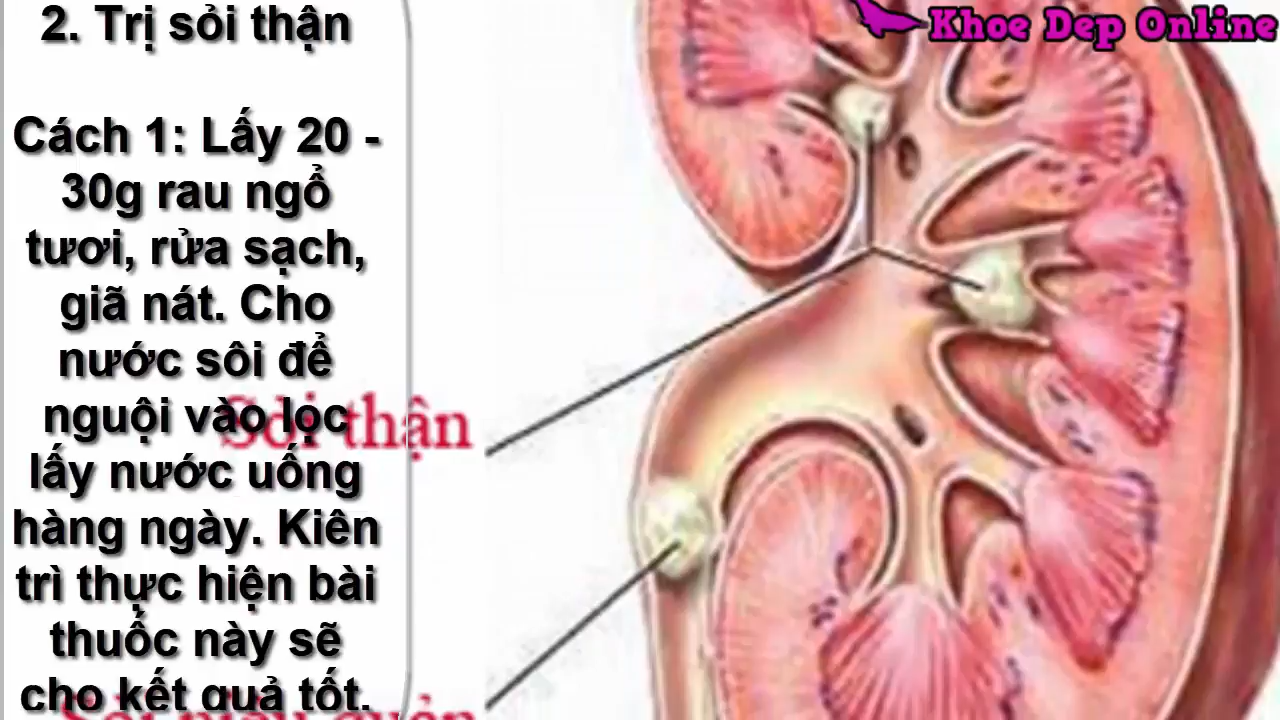 2. Trị sỏi thận
Khoe Dep Online
Cách 1: Lấy 20 -
30g rau ngổ
tươi, rửa sạch,
giã nát. Cho
nước sôi để
nguội vào lọc
Sỏi thận
lấy nước uống
hàng ngày. Kiên
trì thực hiện bài
thuốc này sẽ
cho kết quả tốt.